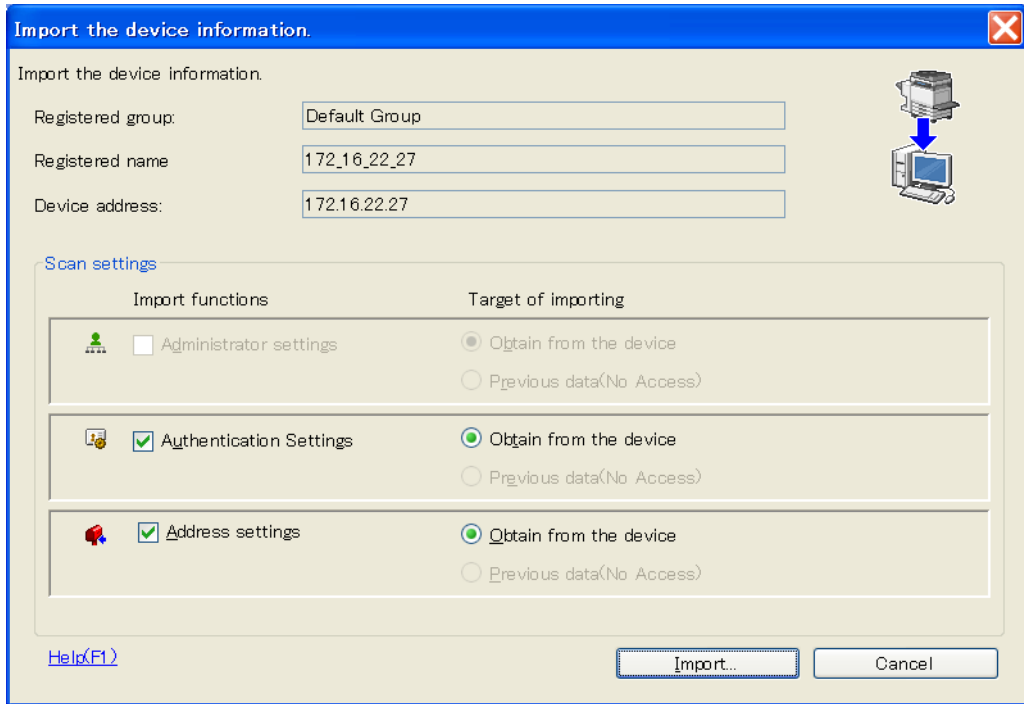 Import the device information.
Import the device information.
Registered group: Default Group
Registered name 172_16_22_27
Device address: 172.16.22.27
Scan settings
Import functions Target of importing
Administrator settings Obtain from the device
Previous data(No Access)
Authentication Settings Obtain from the device
Previous data(No Access)
Address settings Obtain from the device
Previous data(No Access)
Help(F1) Import... Cancel